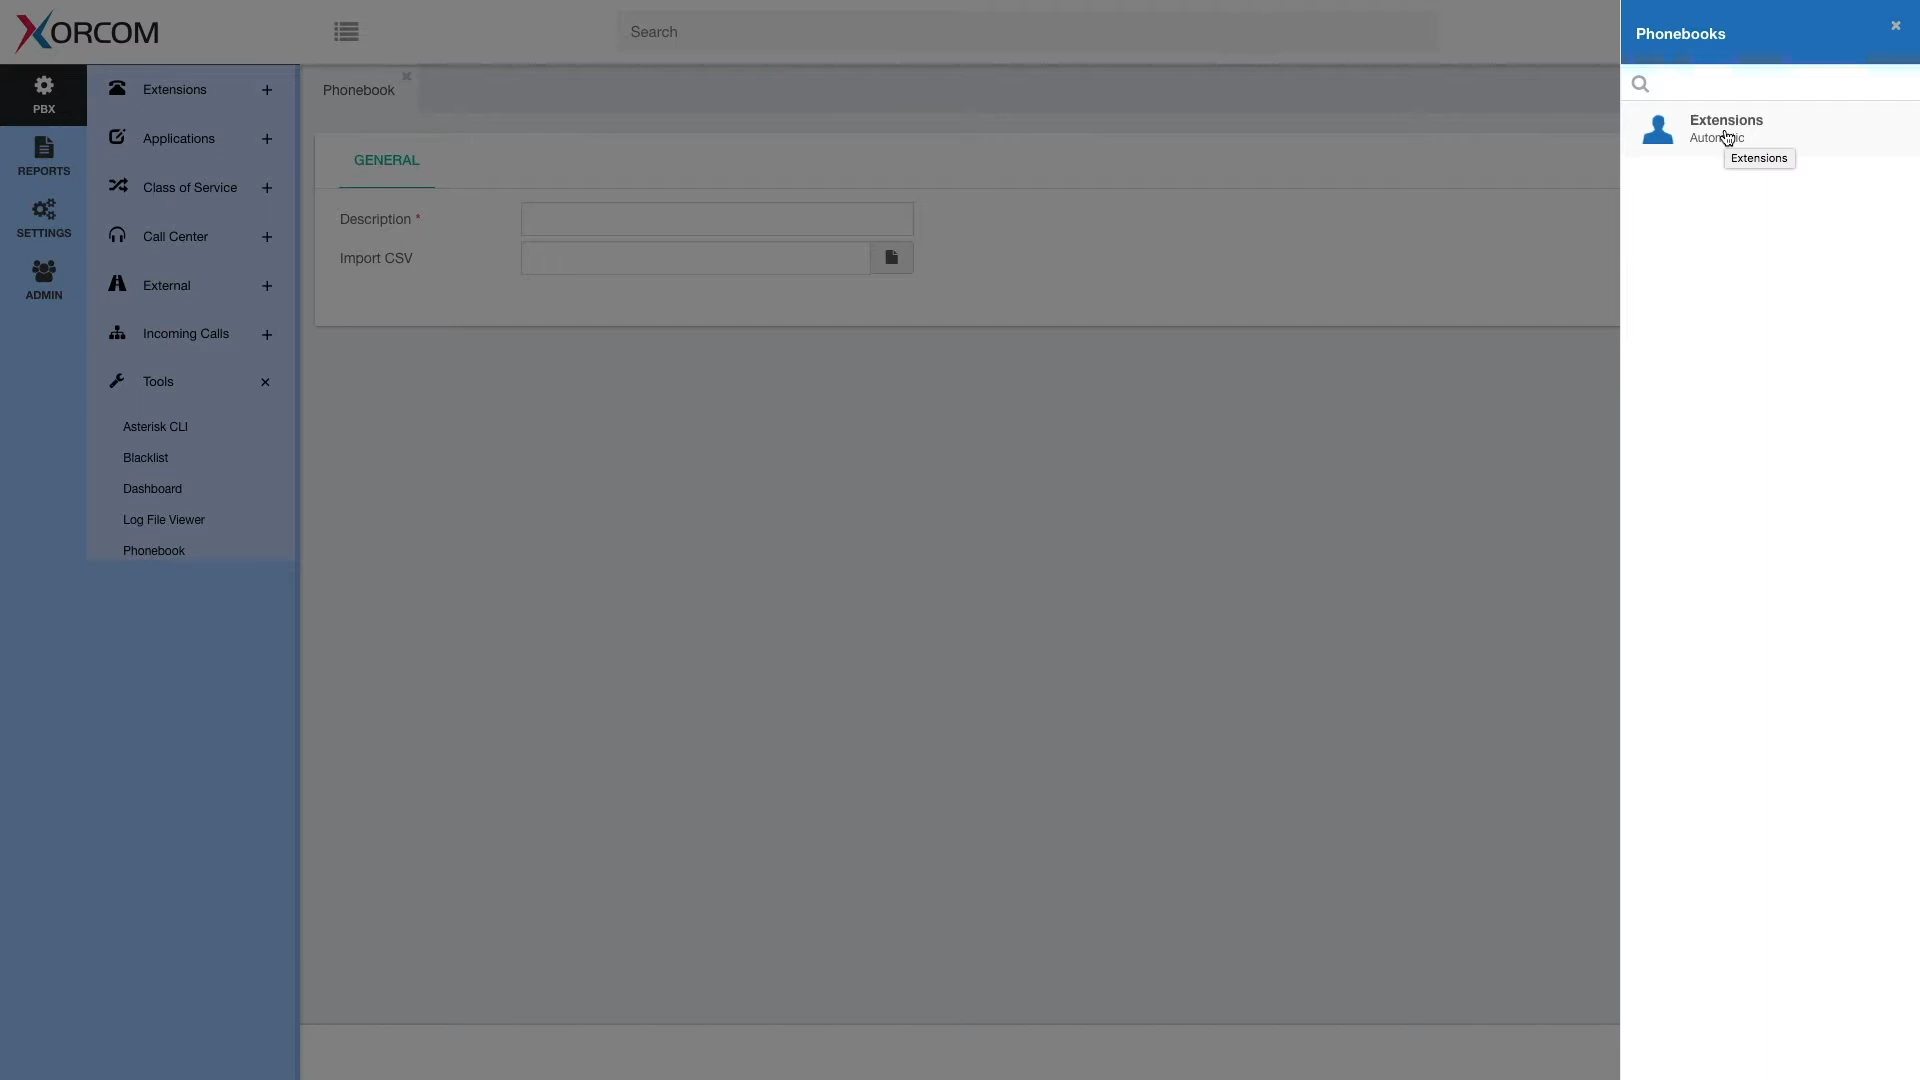 XORCOM
Search
Phonebooks
PBX
REPORTS
SETTINGS
ADMIN
Extensions
Applications
Class of Service
Call Center
External
Incoming Calls
Tools
Asterisk CLI
Blacklist
Dashboard
Log File Viewer
Phonebook
Phonebook
GENERAL
Description *
Import CSV
Extensions
Automatic
Extensions